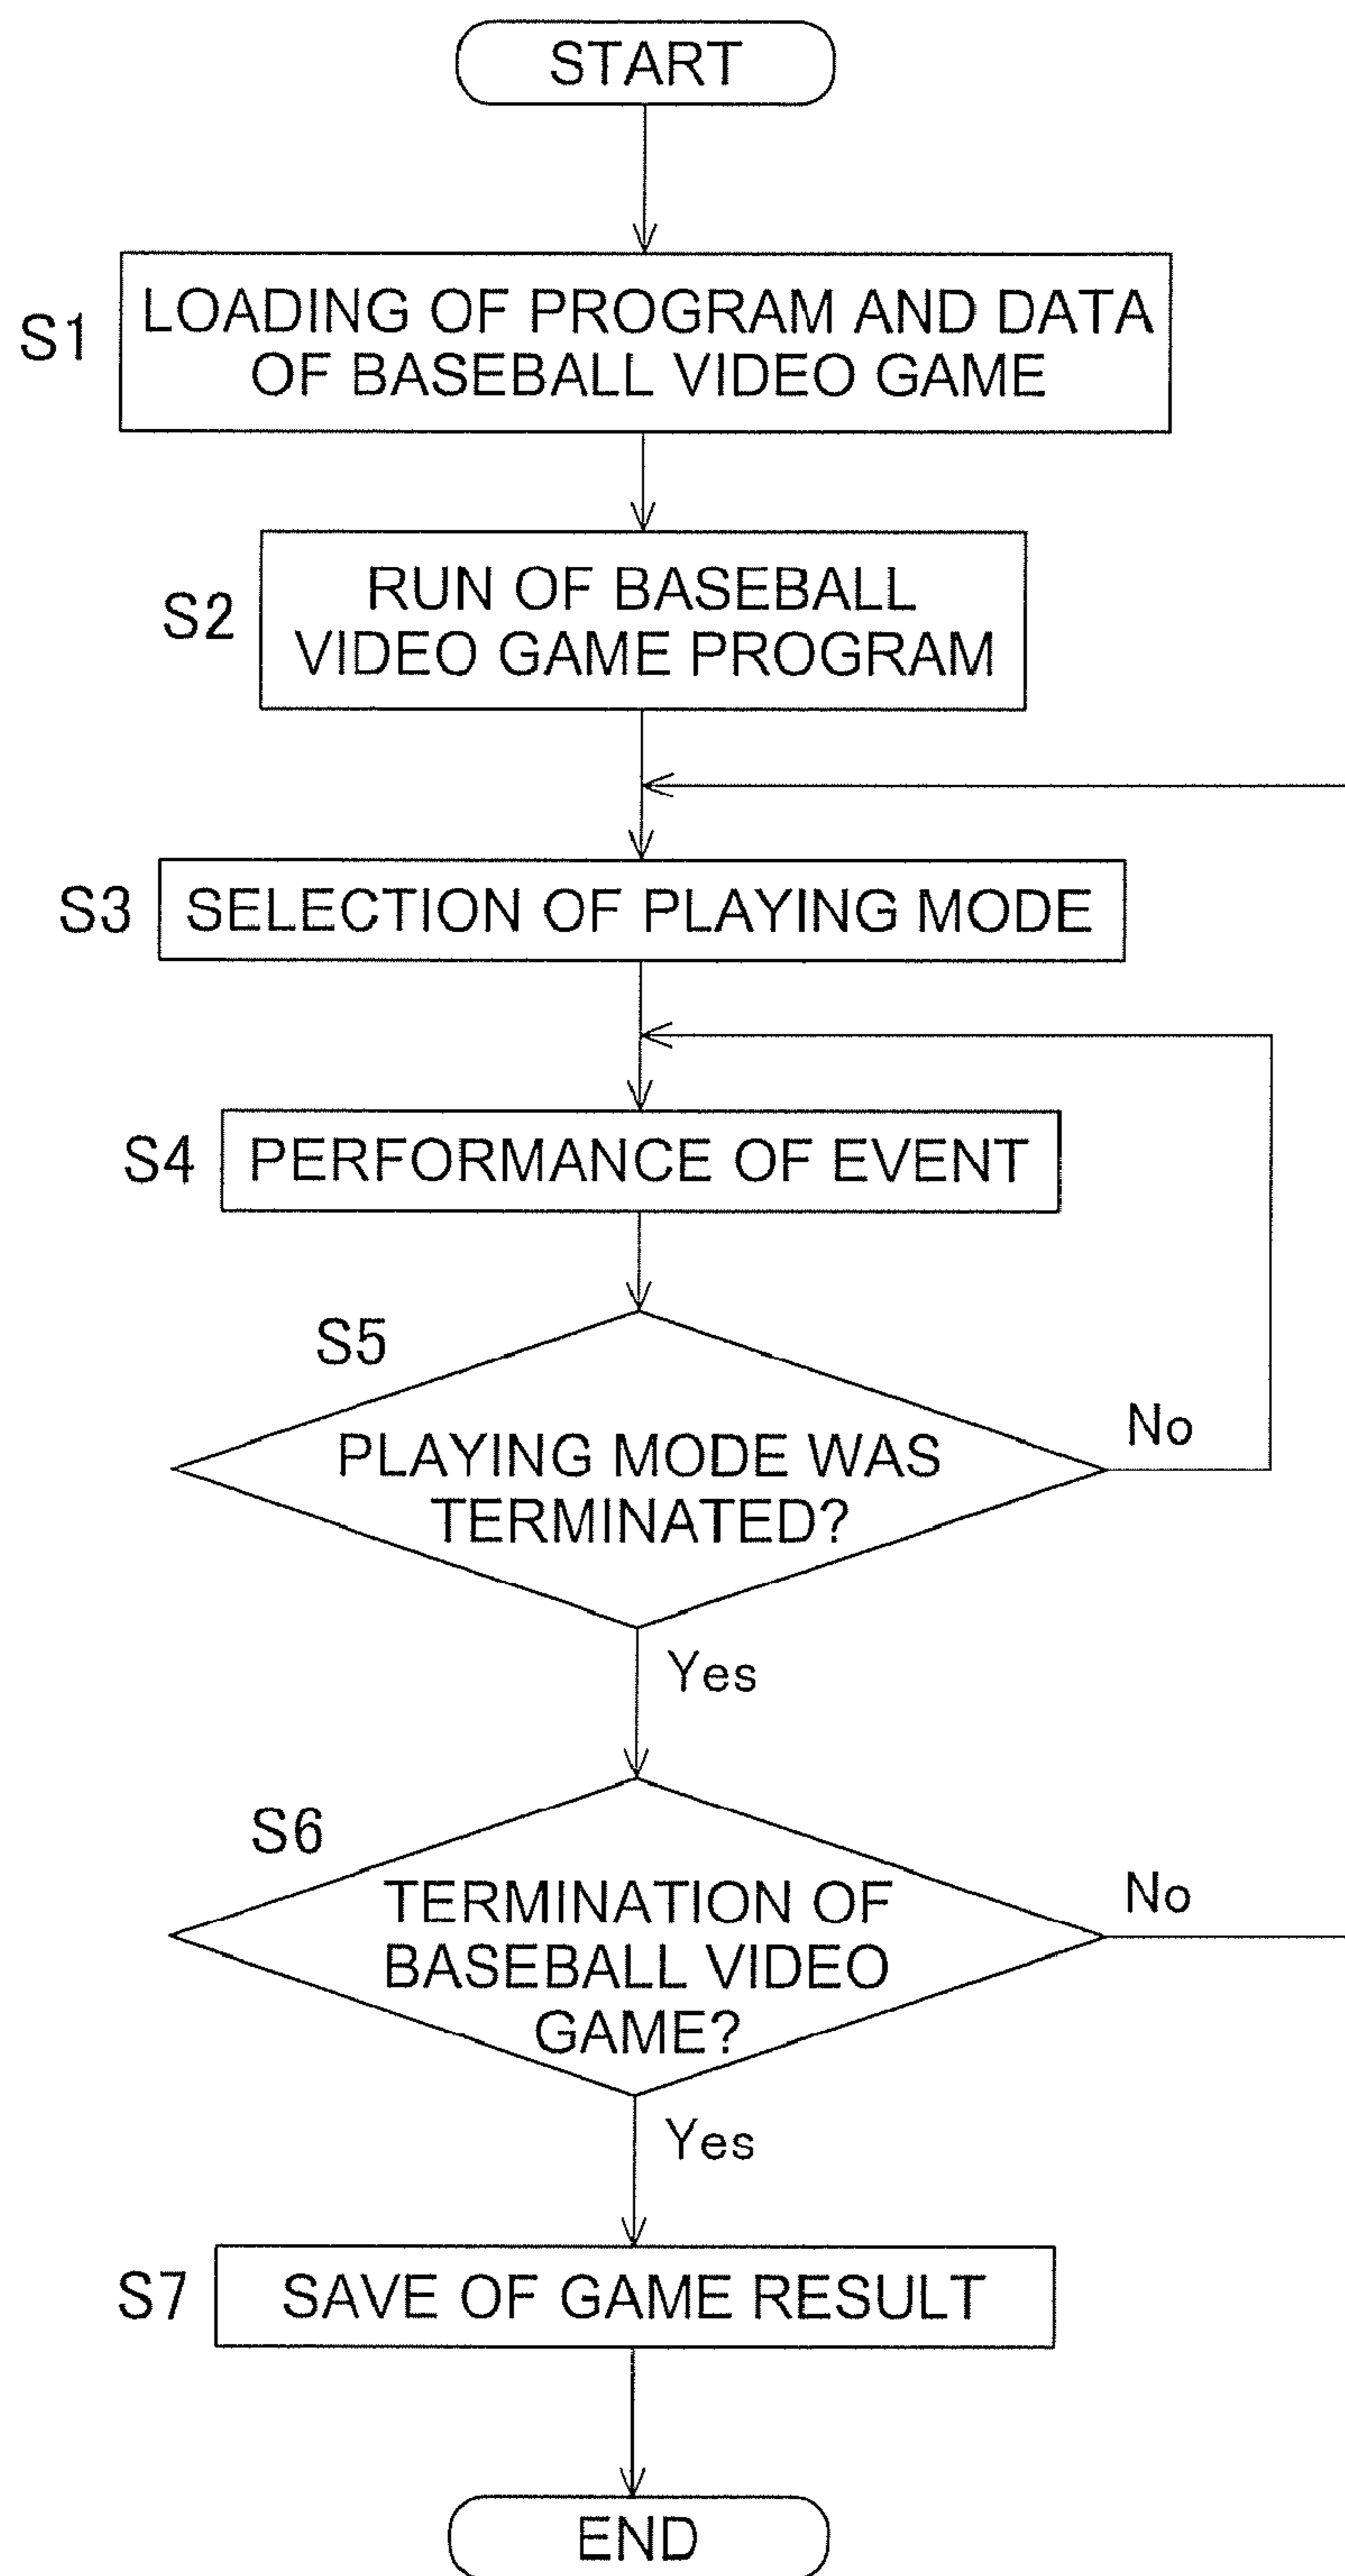 START
S1
LOADING OF PROGRAM AND DATA
OF BASEBALL VIDEO GAME
S2
RUN OF BASEBALL
VIDEO GAME PROGRAM
S3
SELECTION OF PLAYING MODE
S4
PERFORMANCE OF EVENT
S5
PLAYING MODE WAS
TERMINATED?
No
Yes
S6
TERMINATION OF
BASEBALL VIDEO
GAME?
No
Yes
S7
SAVE OF GAME RESULT
END